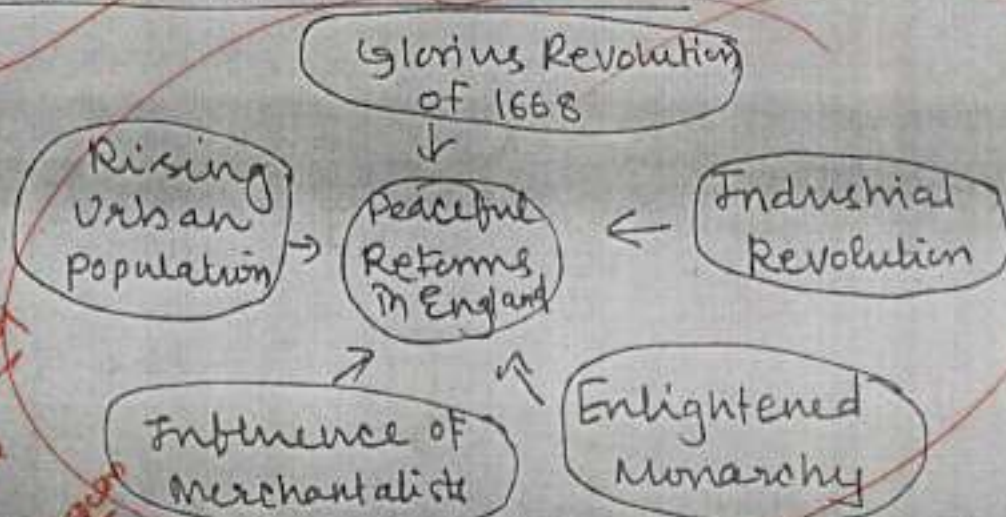 Glorius Revolution
of 1668
Rising
Urban
Population
Peaceful
Reforms
in England
Industrial
Revolution
Influence of
Merchantalists
Enlightened
Monarchy